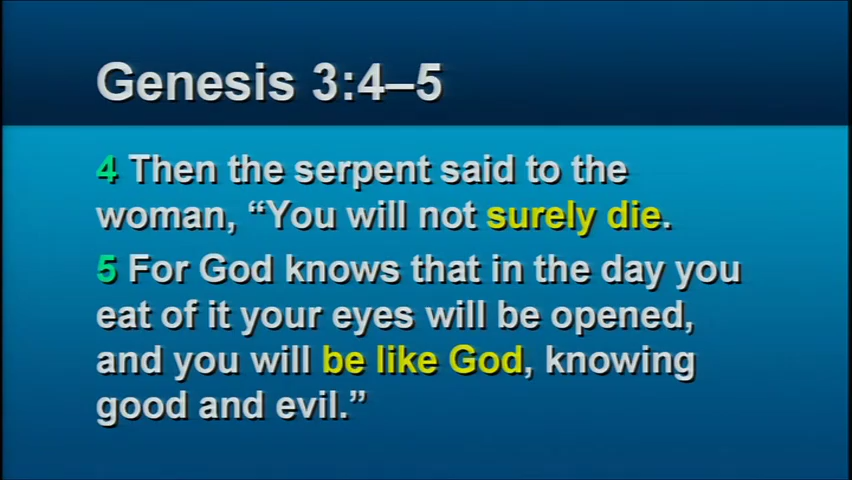 Genesis 3:4–5
4 Then the serpent said to the
woman, “You will not surely die.
5 For God knows that in the day you
eat of it your eyes will be opened,
and you will be like God, knowing
good and evil.”